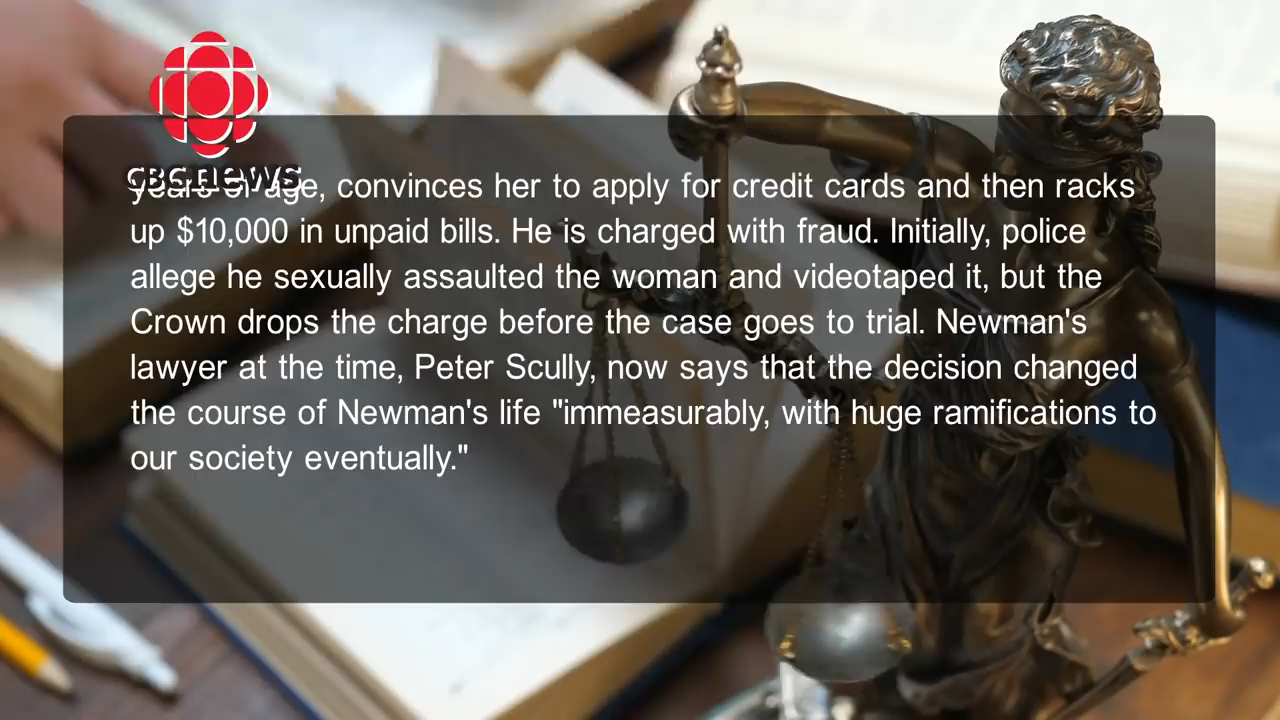 cbc news
years of age, convinces her to apply for credit cards and then racks
up $10,000 in unpaid bills. He is charged with fraud. Initially, police
allege he sexually assaulted the woman and videotaped it, but the
Crown drops the charge before the case goes to trial. Newman's
lawyer at the time, Peter Scully, now says that the decision changed
the course of Newman's life "immeasurably, with huge ramifications to
our society eventually."